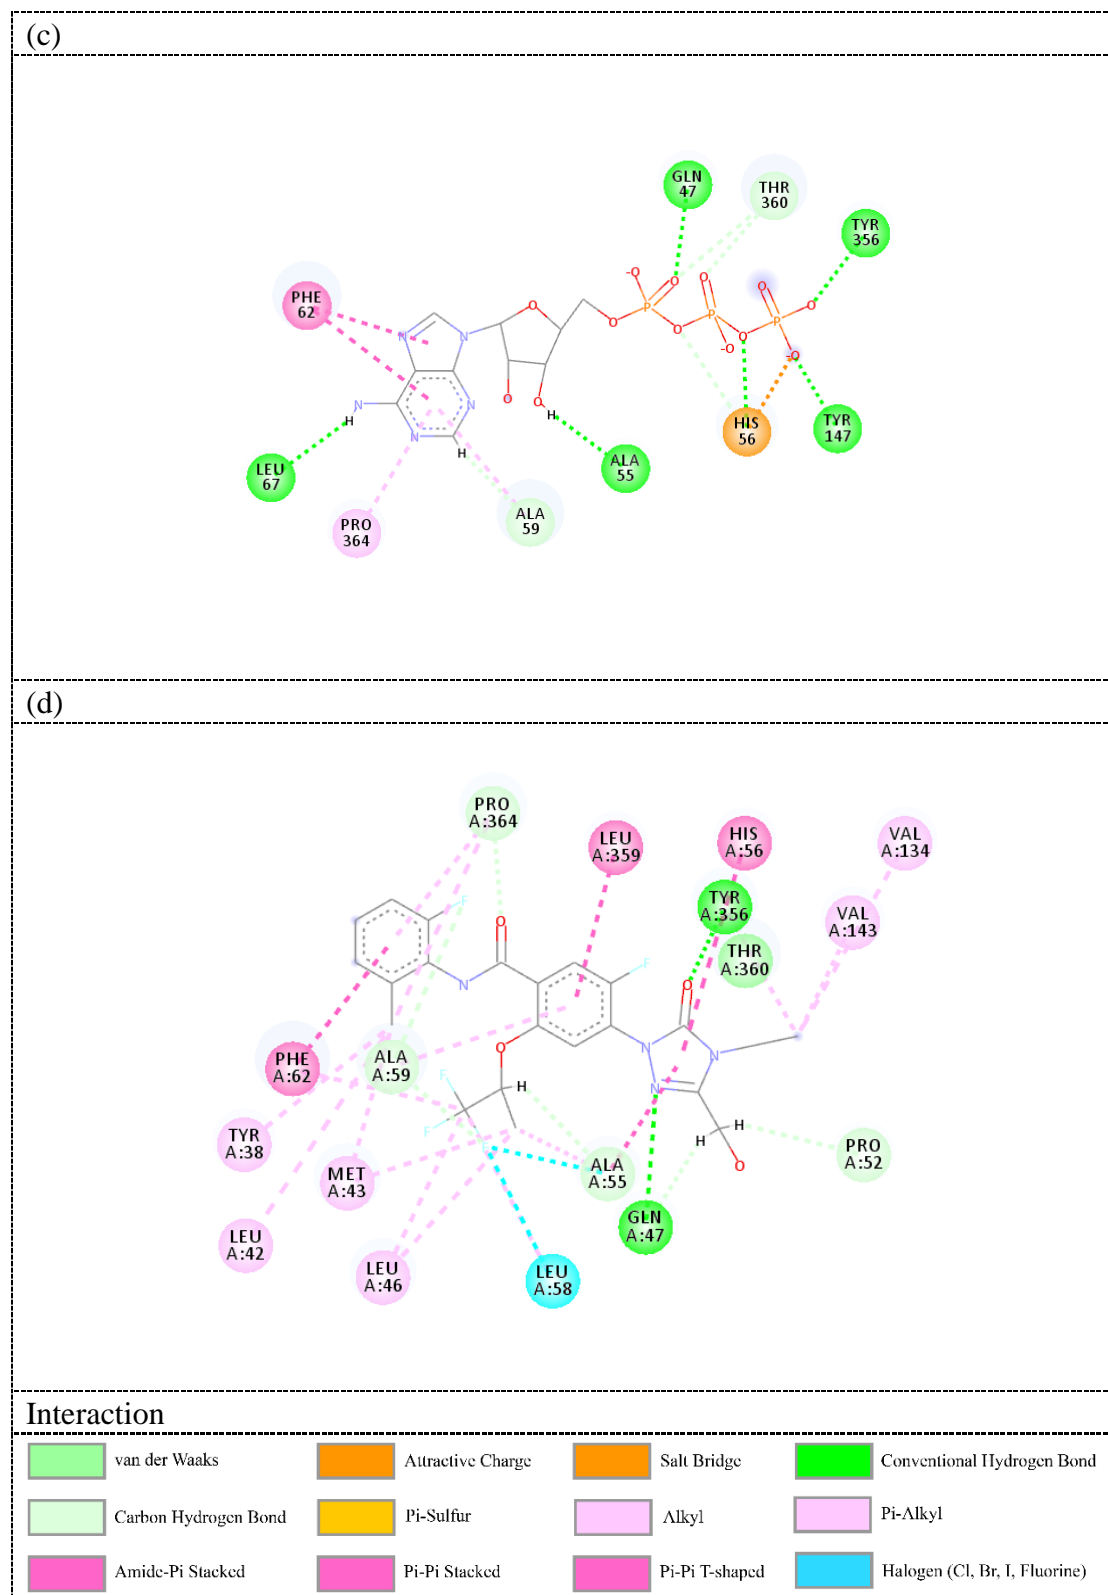 (c)
GLN
47
THR
360
TYR
356
PHE
62
-O
O
O
O
O
N
N
O
P
P
P
O
O
O
O
-O
-O
N
N
O
O
H
N
H
H
HIS
56
TYR
147
LEU
67
ALA
55
PRO
364
ALA
59
(d)
PRO
A:364
LEU
A:359
HIS
A:56
VAL
A:134
TYR
A:356
VAL
A:143
THR
A:360
F
O
N
F
O
N
N
N
O
PHE
A:62
ALA
A:59
F
F
H
H
H
O
TYR
A:38
MET
A:43
ALA
A:55
PRO
A:52
GLN
A:47
LEU
A:42
LEU
A:46
LEU
A:58
Interaction
van der Waaks
Attractive Charge
Salt Bridge
Conventional Hydrogen Bond
Carbon Hydrogen Bond
Pi-Sulfur
Alkyl
Pi-Alkyl
Amide-Pi Stacked
Pi-Pi Stacked
Pi-Pi T-shaped
Halogen (Cl, Br, I, Fluorine)